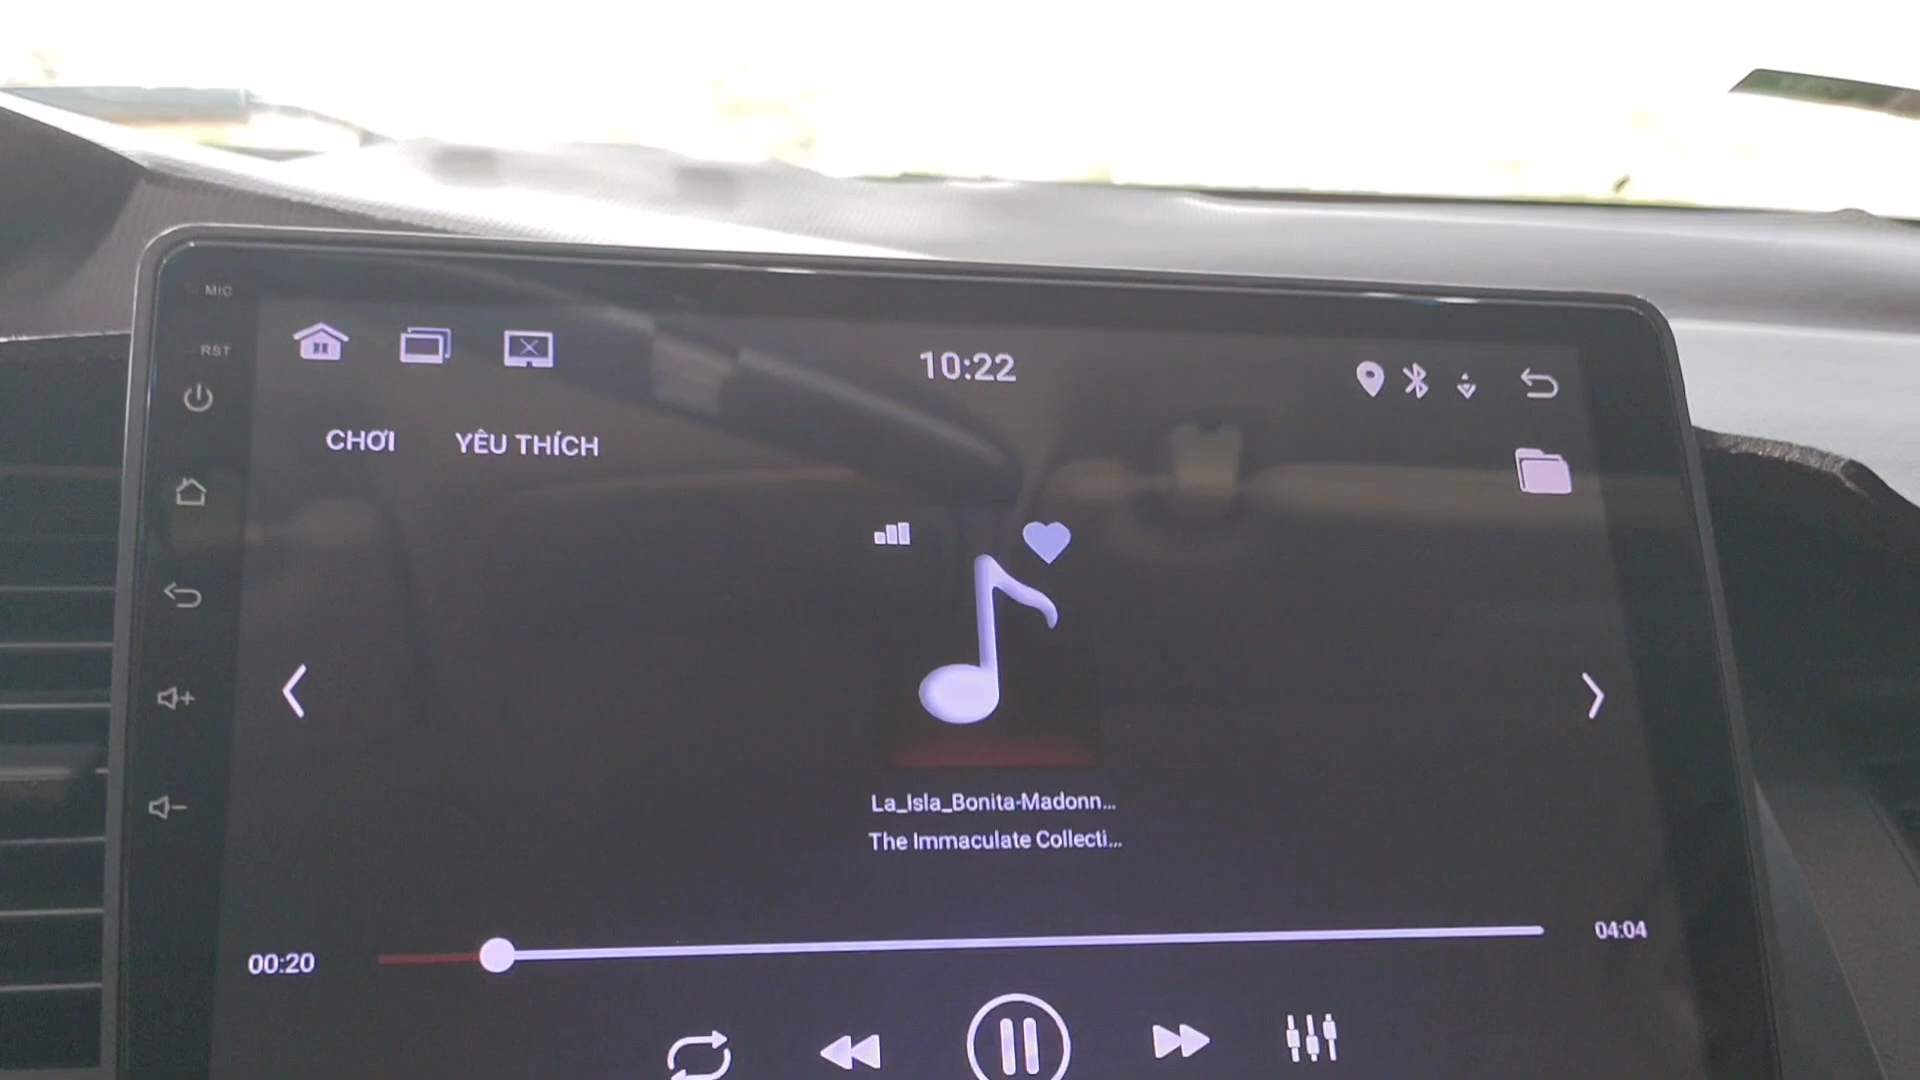 MIC
RST
10:22
CHƠI YÊU THÍCH
La_Isla_Bonita-Madonn...
The Immaculate Collecti...
00:20 04:04